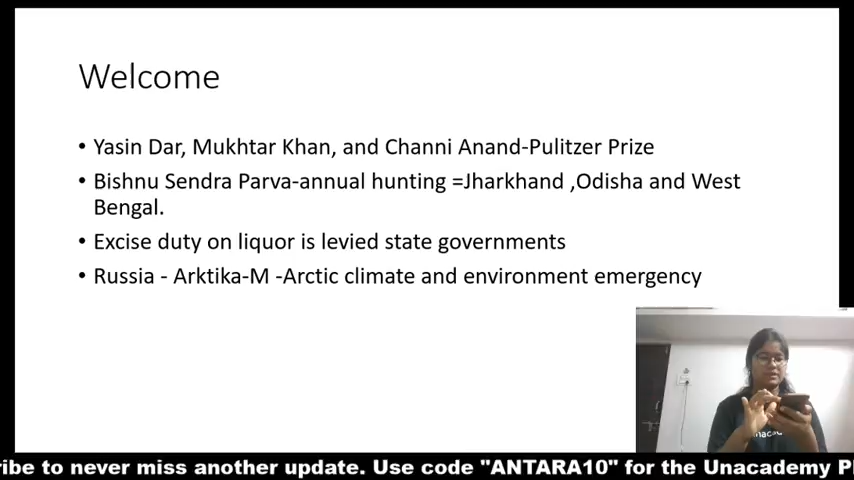 Welcome
• Yasin Dar, Mukhtar Khan, and Channi Anand-Pulitzer Prize
• Bishnu Sendra Parva-annual hunting =Jharkhand ,Odisha and West
Bengal.
• Excise duty on liquor is levied state governments
• Russia - Arktika-M -Arctic climate and environment emergency
ribe to never miss another update. Use code "ANTARA10" for the Unacademy P